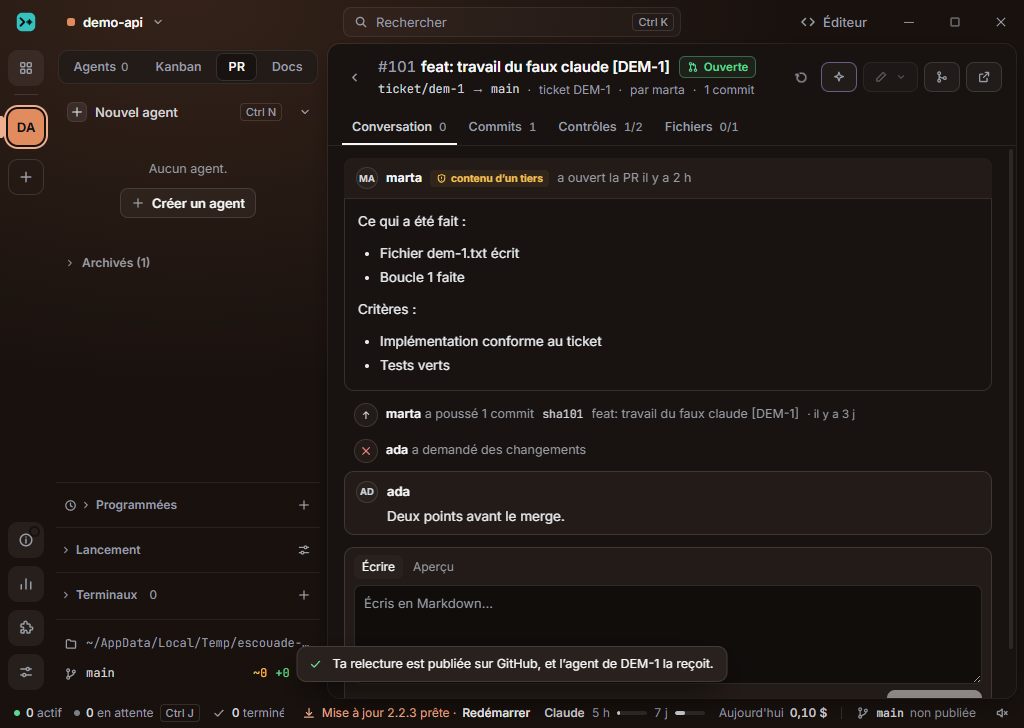 demo-api
Rechercher
Ctrl K
Éditeur
Agents 0
Kanban
PR
Docs
DA
Nouvel agent
Ctrl N
Aucun agent.
Créer un agent
Archivés (1)
Programmées
Lancement
Terminaux 0
~/AppData/Local/Temp/escouade-…
main
~0 +0
#101 feat: travail du faux claude [DEM-1]
Ouverte
ticket/dem-1 → main · ticket DEM-1 · par marta · 1 commit
Conversation 0
Commits 1
Contrôles 1/2
Fichiers 0/1
MA
marta
contenu d’un tiers
a ouvert la PR il y a 2 h
Ce qui a été fait :
• Fichier dem-1.txt écrit
• Boucle 1 faite
Critères :
• Implémentation conforme au ticket
• Tests verts
marta a poussé 1 commit sha101 feat: travail du faux claude [DEM-1] · il y a 3 j
ada a demandé des changements
AD
ada
Deux points avant le merge.
Écrire
Aperçu
Écris en Markdown...
Ta relecture est publiée sur GitHub, et l’agent de DEM-1 la reçoit.
0 actif
0 en attente
Ctrl J
0 terminé
Mise à jour 2.2.3 prête · Redémarrer
Claude 5 h 7 j
Aujourd'hui 0,10 $
main non publiée